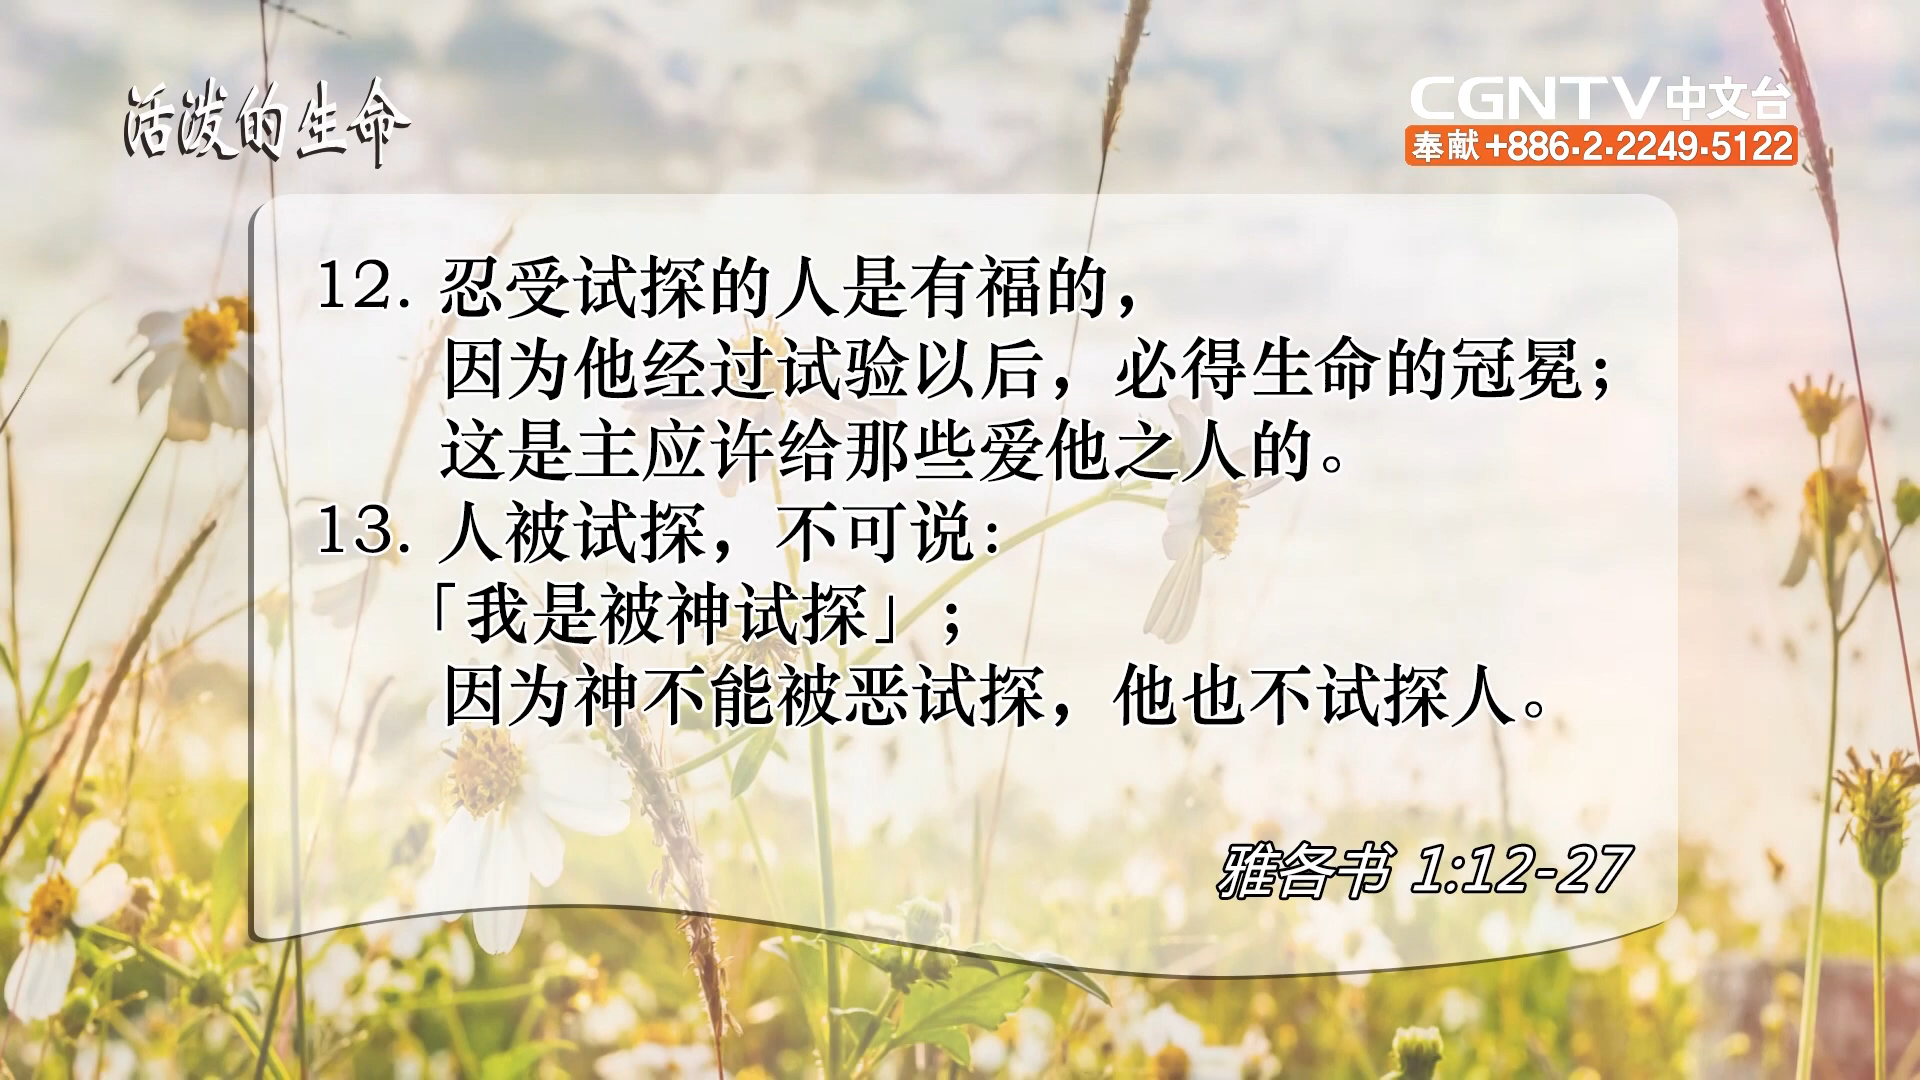 活泼的生命
CGNTV中文台
奉献+886·2·2249·5122
12. 忍受试探的人是有福的，
因为他经过试验以后，必得生命的冠冕；
这是主应许给那些爱他之人的。
13. 人被试探，不可说：
「我是被神试探」；
因为神不能被恶试探，他也不试探人。
雅各书 1:12-27